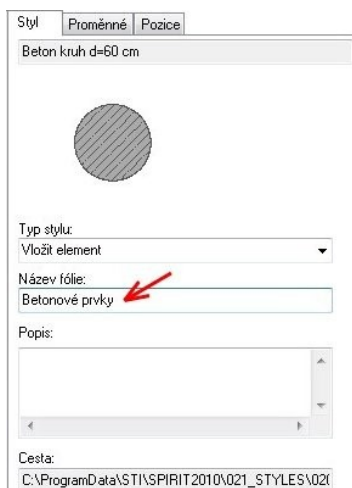 Styl Proměnné Pozice
Beton kruh d=60 cm
Typ stylu:
Vložit element
Název fólie:
Betonové prvky
Popis:
Cesta:
C:\ProgramData\STI\SPIRIT2010\021_STYLES\02(